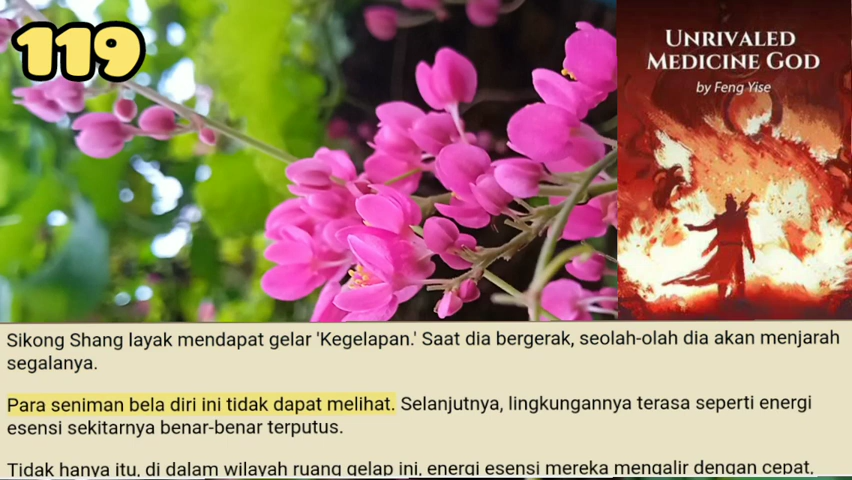 119
UNRIVALED
MEDICINE GOD
by Feng Yise
Sikong Shang layak mendapat gelar 'Kegelapan.' Saat dia bergerak, seolah-olah dia akan menjarah
segalanya.
Para seniman bela diri ini tidak dapat melihat. Selanjutnya, lingkungannya terasa seperti energi
esensi sekitarnya benar-benar terputus.
Tidak hanya itu, di dalam wilayah ruang gelap ini, energi esensi mereka mengalir dengan cepat,